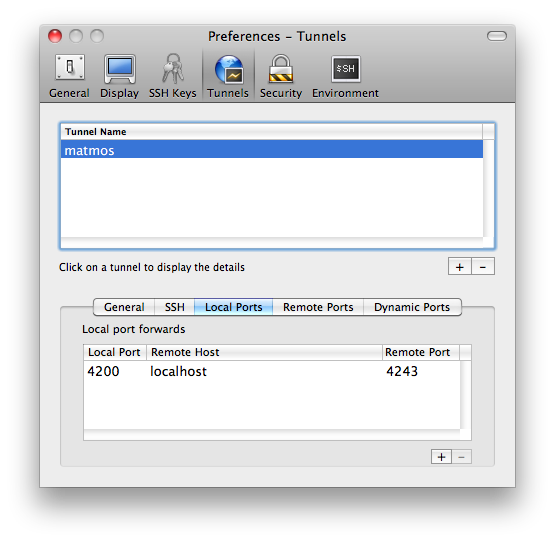 Preferences – Tunnels
$SH
General Display SSH Keys Tunnels Security Environment
Tunnel Name
matmos
Click on a tunnel to display the details
+ –
General SSH Local Ports Remote Ports Dynamic Ports
Local port forwards
Local Port Remote Host Remote Port
4200 localhost 4243
+ –